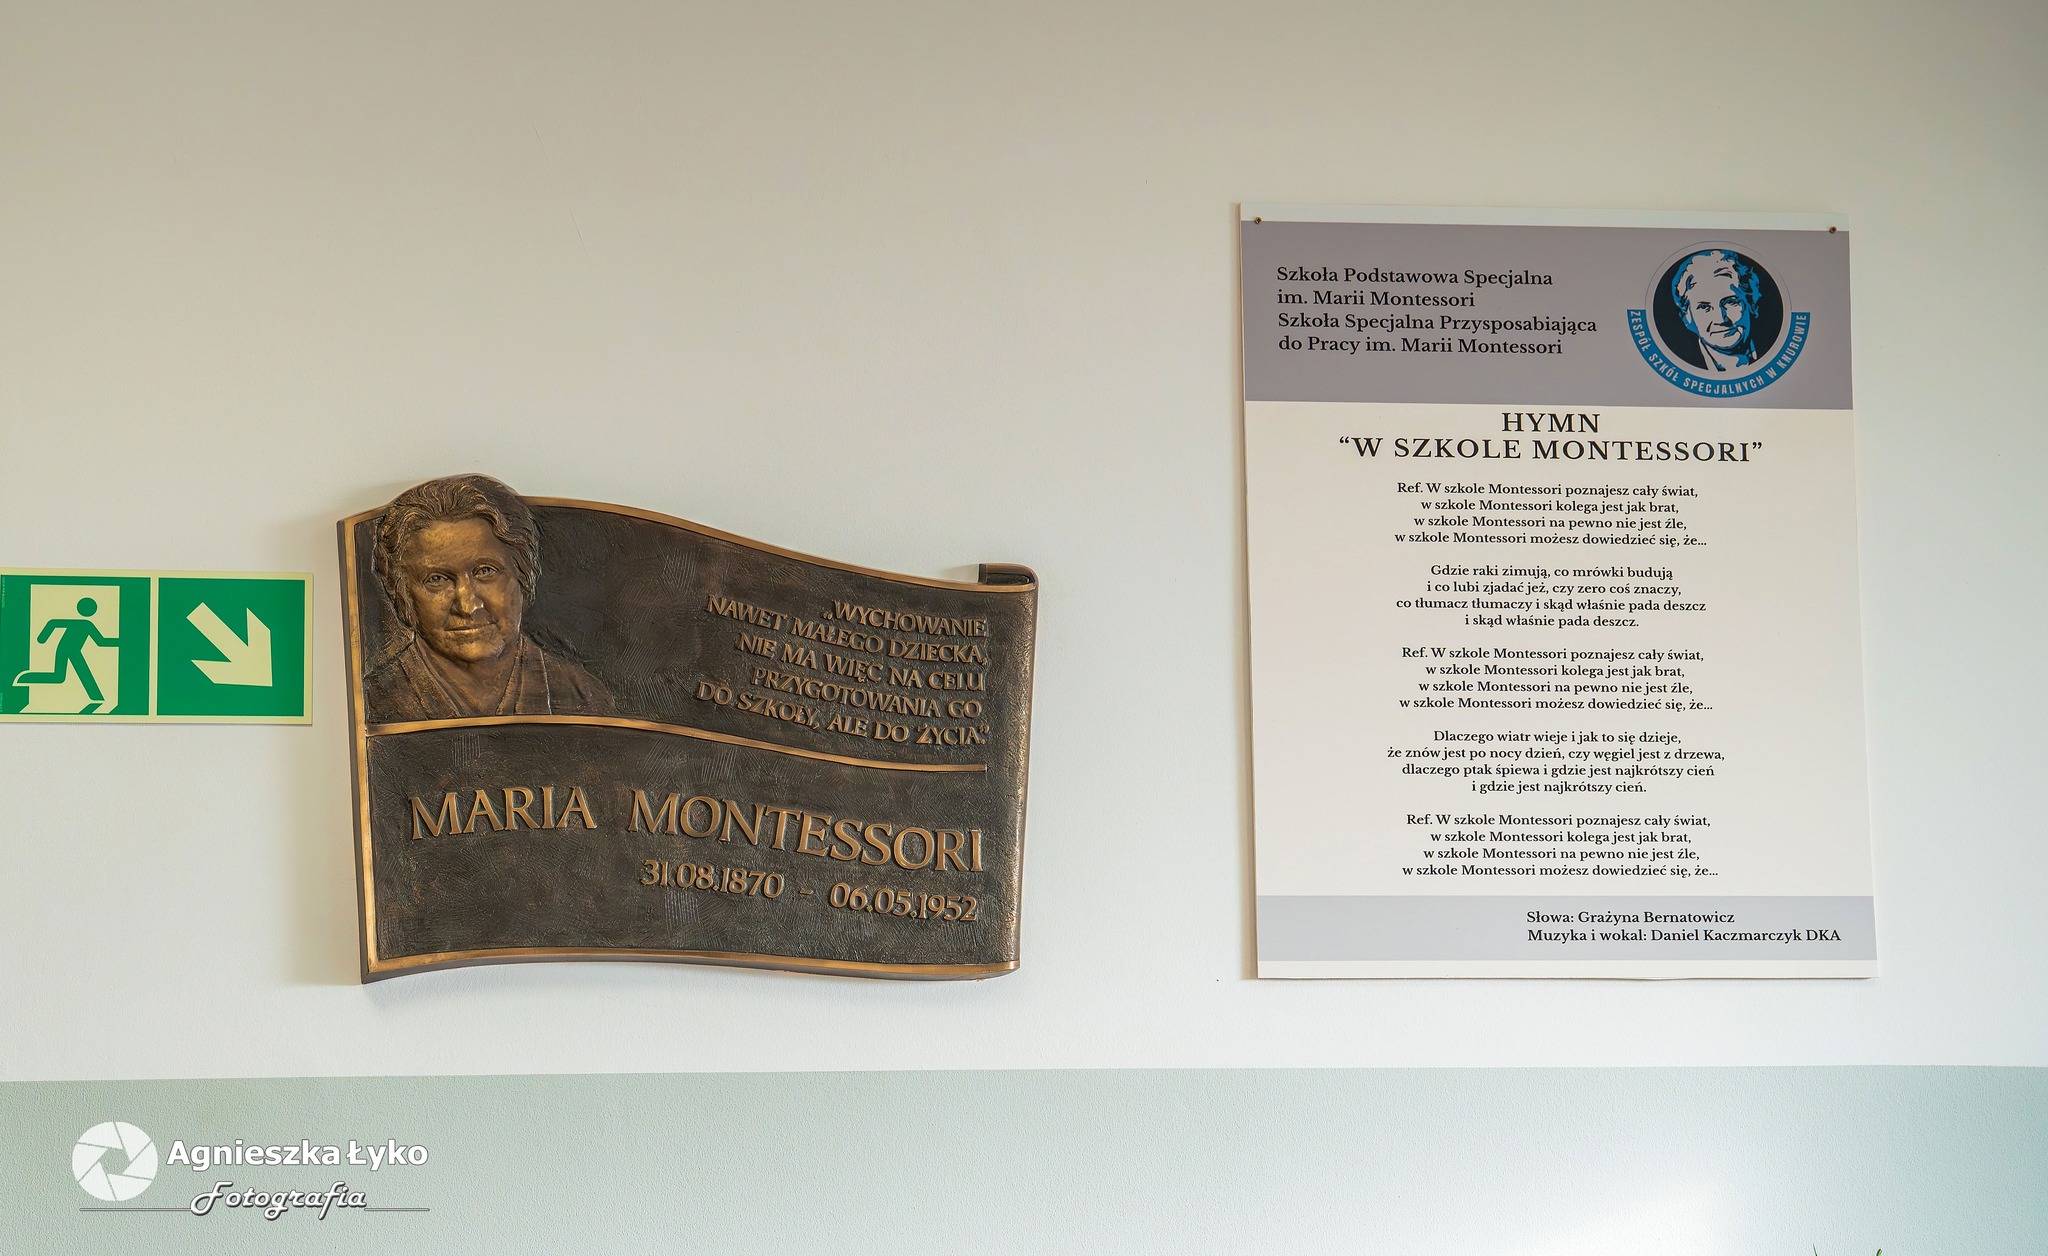 „WYCHOWANIE
NAWET MAŁEGO DZIECKA,
NIE MA WIĘC NA CELU
PRZYGOTOWANIA GO
DO SZKOŁY, ALE DO ŻYCIA.”
MARIA MONTESSORI
31.08.1870 - 06.05.1952
Szkoła Podstawowa Specjalna
im. Marii Montessori
Szkoła Specjalna Przysposabiająca
do Pracy im. Marii Montessori
ZESPÓŁ SZKÓŁ SPECJALNYCH W KNUROWIE
HYMN
“W SZKOLE MONTESSORI”
Ref. W szkole Montessori poznajesz cały świat,
w szkole Montessori kolega jest jak brat,
w szkole Montessori na pewno nie jest źle,
w szkole Montessori możesz dowiedzieć się, że...
Gdzie raki zimują, co mrówki budują
i co lubi zjadać jeż, czy zero coś znaczy,
co tłumacz tłumaczy i skąd właśnie pada deszcz
i skąd właśnie pada deszcz.
Ref. W szkole Montessori poznajesz cały świat,
w szkole Montessori kolega jest jak brat,
w szkole Montessori na pewno nie jest źle,
w szkole Montessori możesz dowiedzieć się, że...
Dlaczego wiatr wieje i jak to się dzieje,
że znów jest po nocy dzień, czy węgiel jest z drzewa,
dlaczego ptak śpiewa i gdzie jest najkrótszy cień
i gdzie jest najkrótszy cień.
Ref. W szkole Montessori poznajesz cały świat,
w szkole Montessori kolega jest jak brat,
w szkole Montessori na pewno nie jest źle,
w szkole Montessori możesz dowiedzieć się, że...
Słowa: Grażyna Bernatowicz
Muzyka i wokal: Daniel Kaczmarczyk DKA
Agnieszka Łyko
Fotografia